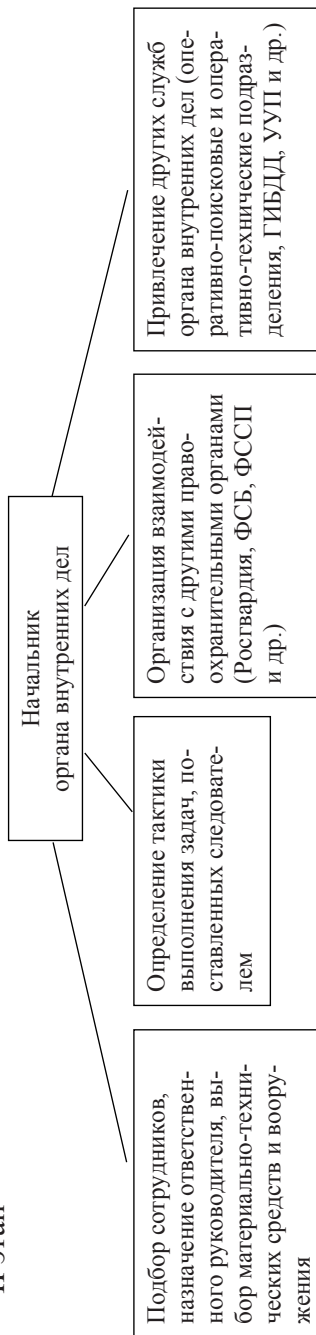 II этап
Начальник
органа внутренних дел
Подбор сотрудников,
назначение ответствен-
ного руководителя, вы-
бор материально-техни-
ческих средств и воору-
жения
Определение тактики
выполнения задач, по-
ставленных следовате-
лем
Организация взаимодей-
ствия с другими право-
охранительными органами
(Росгвардия, ФСБ, ФССП
и др.)
Привлечение других служб
органа внутренних дел (опе-
ративно-поисковые и опера-
тивно-технические подраз-
деления, ГИБДД, УУП и др.)